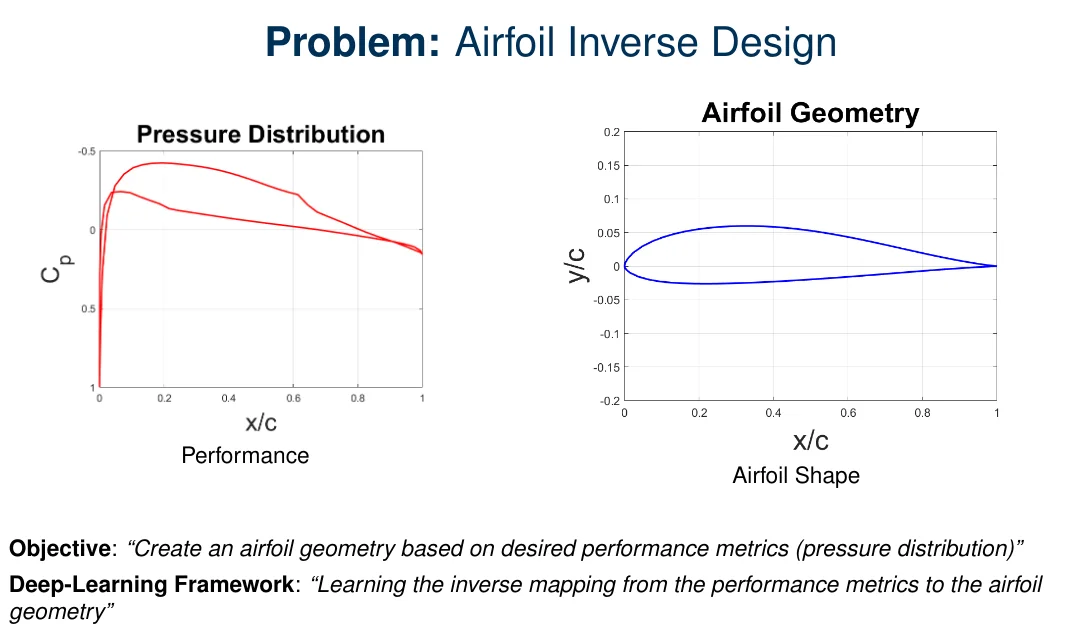 Problem: Airfoil Inverse Design
Pressure Distribution
-0.5
0
0.5
1
C_p
0
0.2
0.4
0.6
0.8
1
x/c
Performance
Airfoil Geometry
0.2
0.15
0.1
0.05
0
-0.05
-0.1
-0.15
-0.2
y/c
0
0.2
0.4
0.6
0.8
1
x/c
Airfoil Shape
Objective: “Create an airfoil geometry based on desired performance metrics (pressure distribution)”
Deep-Learning Framework: “Learning the inverse mapping from the performance metrics to the airfoil
geometry”